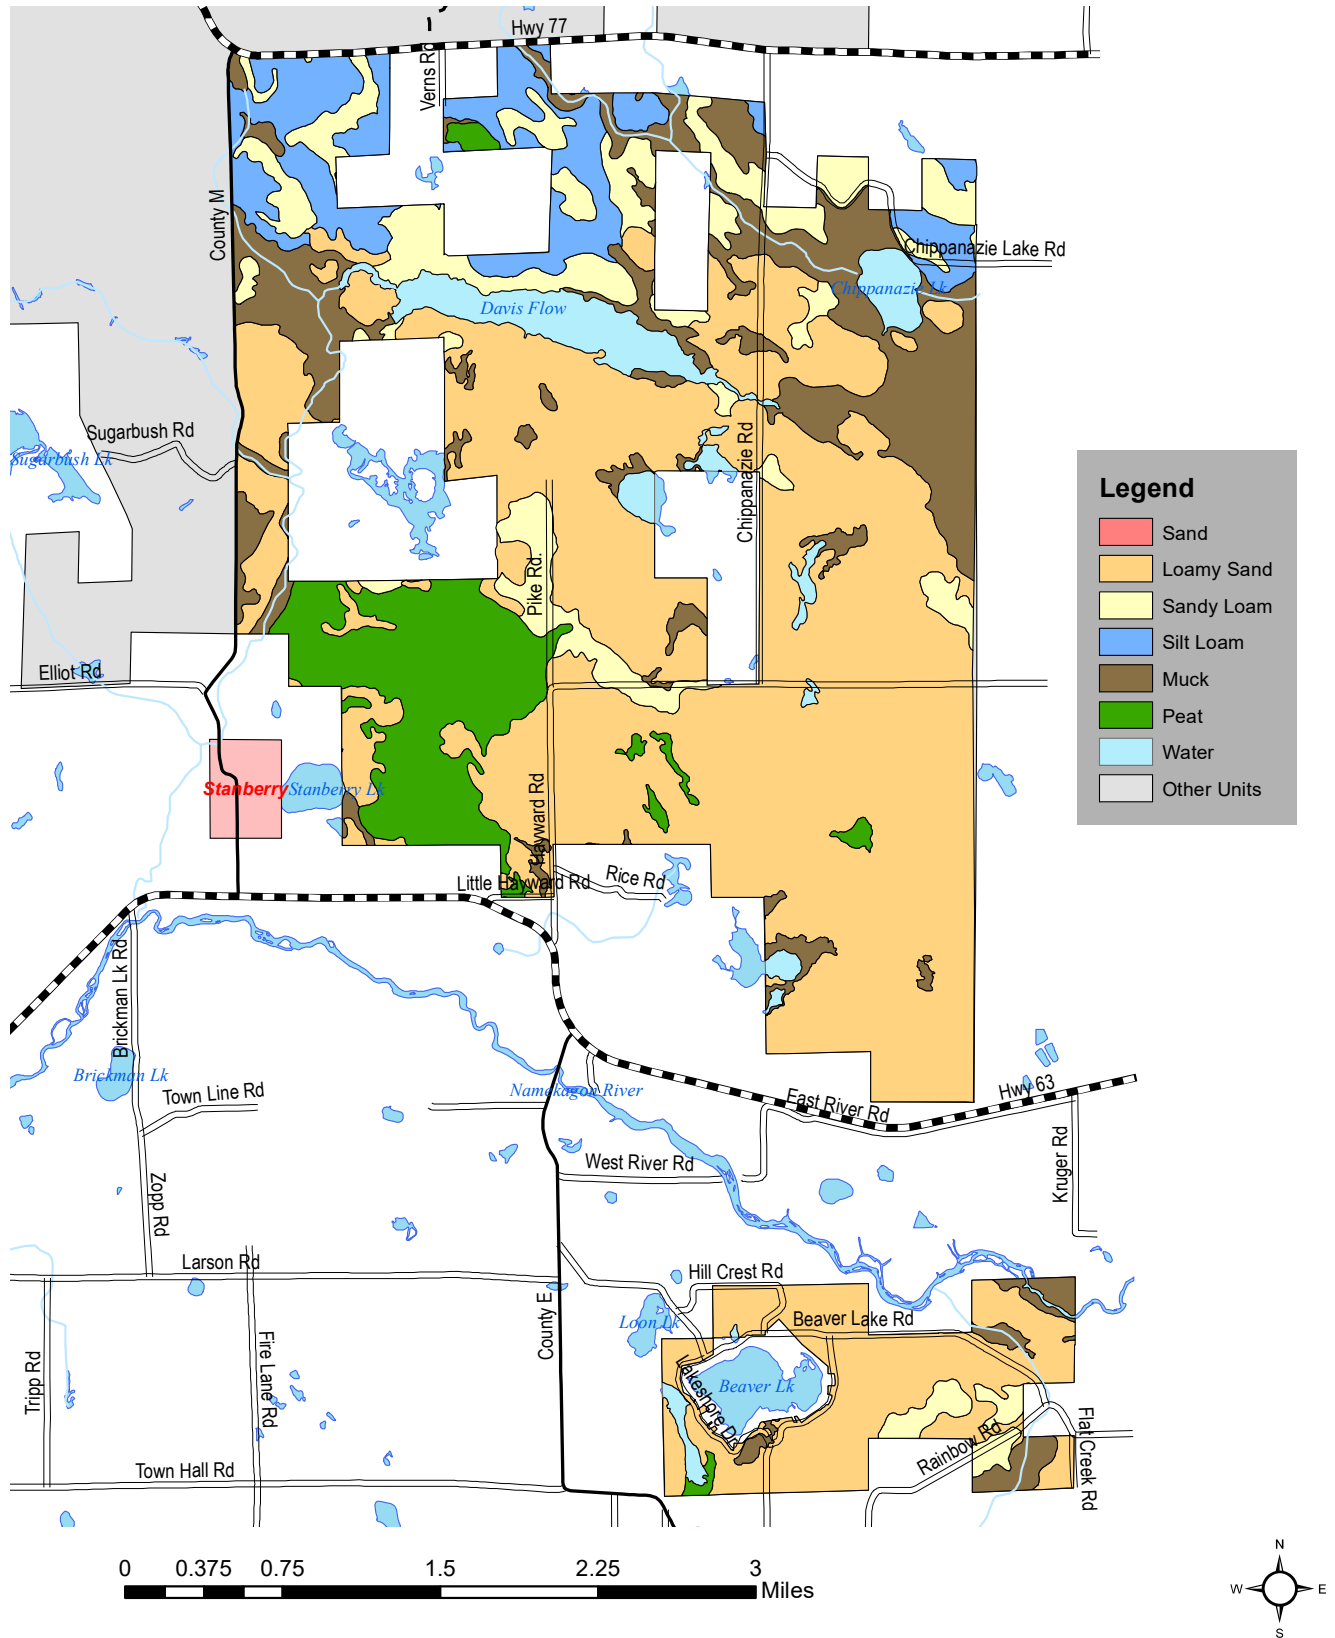 Hwy 77
Verns Rd
County M
Chippanazie Lake Rd
Chippanazie Lk
Davis Flow
Sugarbush Rd
Sugarbush Lk
Chippanazie Rd
Legend
Sand
Loamy Sand
Sandy Loam
Silt Loam
Muck
Peat
Water
Other Units
Pike Rd.
Elliot Rd
Stanberry
Stanberry Lk
Hayward Rd
Little Hayward Rd
Rice Rd
Brickman Lk Rd
Brickman Lk
Town Line Rd
Namekagon River
East River Rd
Hwy 63
West River Rd
Kruger Rd
Zopp Rd
Larson Rd
Hill Crest Rd
County E
Loon Lk
Beaver Lake Rd
Tripp Rd
Fire Lane Rd
Lakeshore Dr
Beaver Lk
Rainbow Rd
Flat Creek Rd
Town Hall Rd
0 0.375 0.75 1.5 2.25 3
Miles
N
W E
S